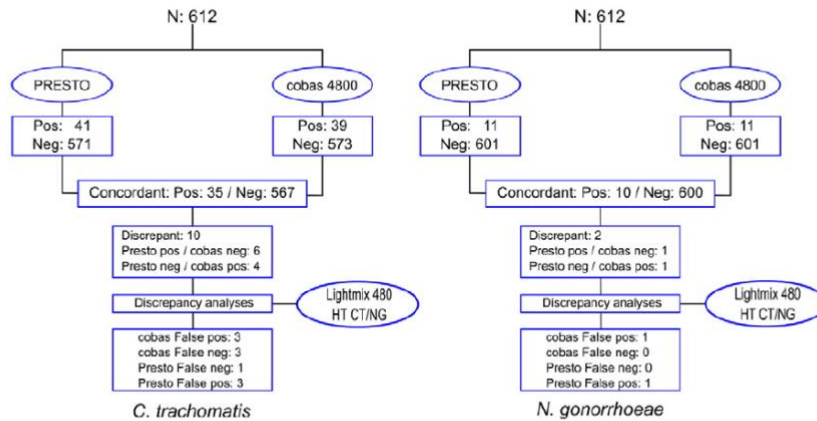 N: 612
PRESTO
cobas 4800
Pos: 41
Neg: 571
Pos: 39
Neg: 573
Concordant: Pos: 35 / Neg: 567
Discrepant: 10
Presto pos / cobas neg: 6
Presto neg / cobas pos: 4
Discrepancy analyses
Lightmix 480
HT CT/NG
cobas False pos: 3
cobas False neg: 3
Presto False neg: 1
Presto False pos: 3
C. trachomatis
N: 612
PRESTO
cobas 4800
Pos: 11
Neg: 601
Pos: 11
Neg: 601
Concordant: Pos: 10 / Neg: 600
Discrepant: 2
Presto pos / cobas neg: 1
Presto neg / cobas pos: 1
Discrepancy analyses
Lightmix 480
HT CT/NG
cobas False pos: 1
cobas False neg: 0
Presto False neg: 0
Presto False pos: 1
N. gonorrhoeae